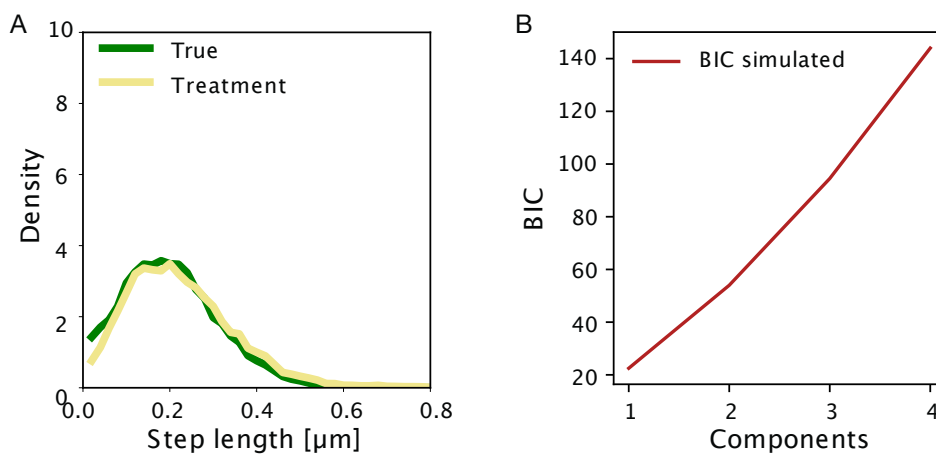 A
10
8
6
4
2
0
Density
True
Treatment
0.0
0.2
0.4
0.6
0.8
Step length [μm]
B
140
120
100
80
60
40
20
BIC
BIC simulated
1
2
3
4
Components